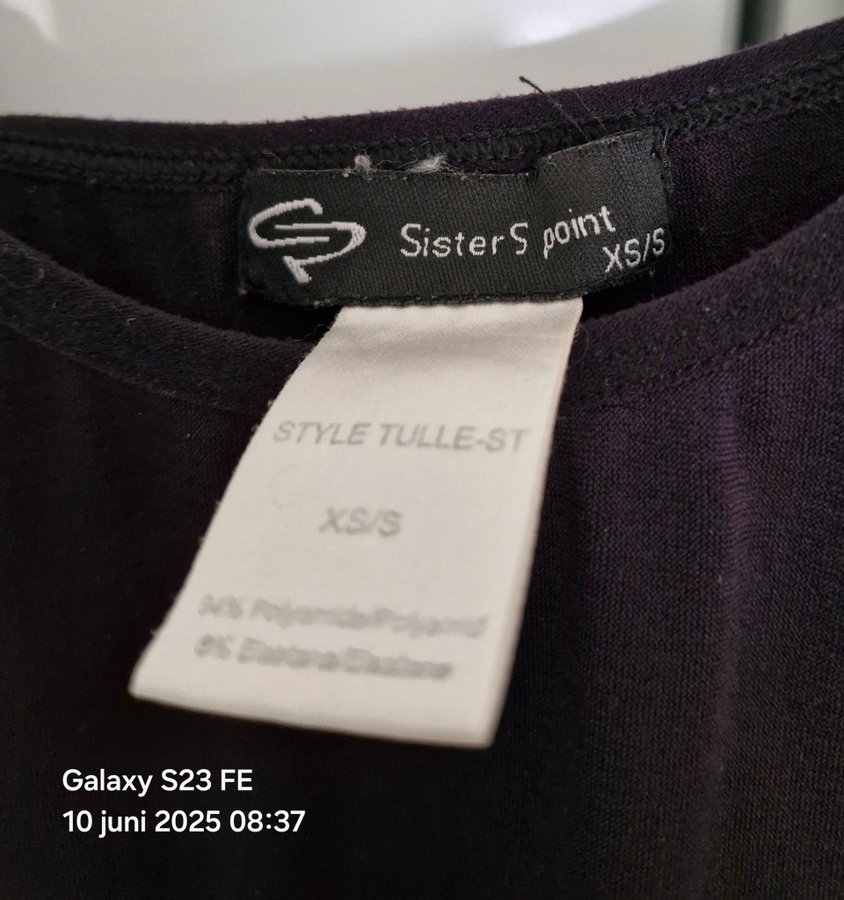 SisterS point
XS/S
STYLE TULLE-ST
XS/S
94% Polyamide/Polyamid
6% Elastane/Elasthane
Galaxy S23 FE
10 juni 2025 08:37